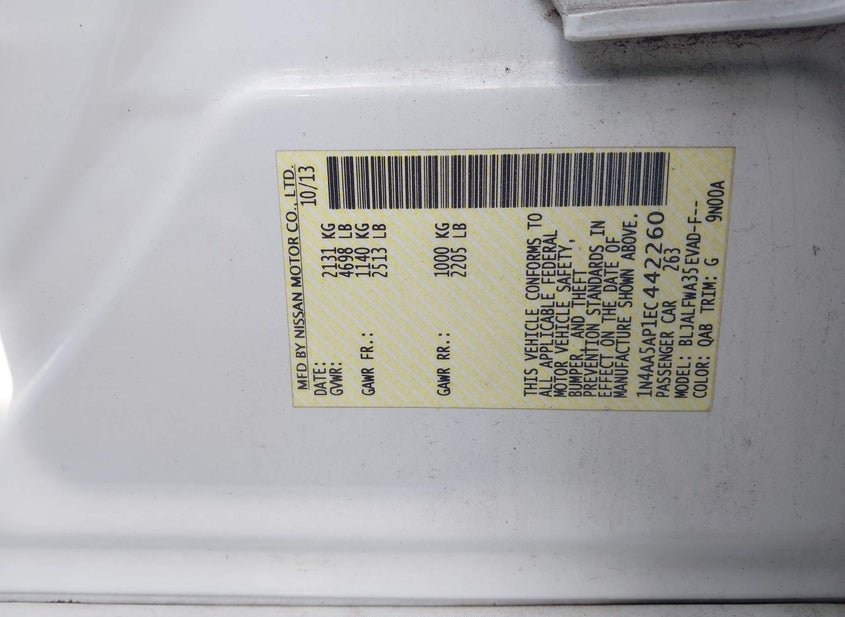 MFD BY NISSAN MOTOR CO., LTD.
DATE: 10/13
GVWR: 2131 KG
4698 LB
GAWR FR.: 1140 KG
2513 LB
GAWR RR.: 1000 KG
2205 LB
THIS VEHICLE CONFORMS TO
ALL APPLICABLE FEDERAL
MOTOR VEHICLE SAFETY,
BUMPER, AND THEFT
PREVENTION STANDARDS IN
EFFECT ON THE DATE OF
MANUFACTURE SHOWN ABOVE.
1N4AA5AP1EC442260
PASSENGER CAR 263
MODEL: BLJALFWA35EVAD-F--
COLOR: QAB TRIM: G 9N00A